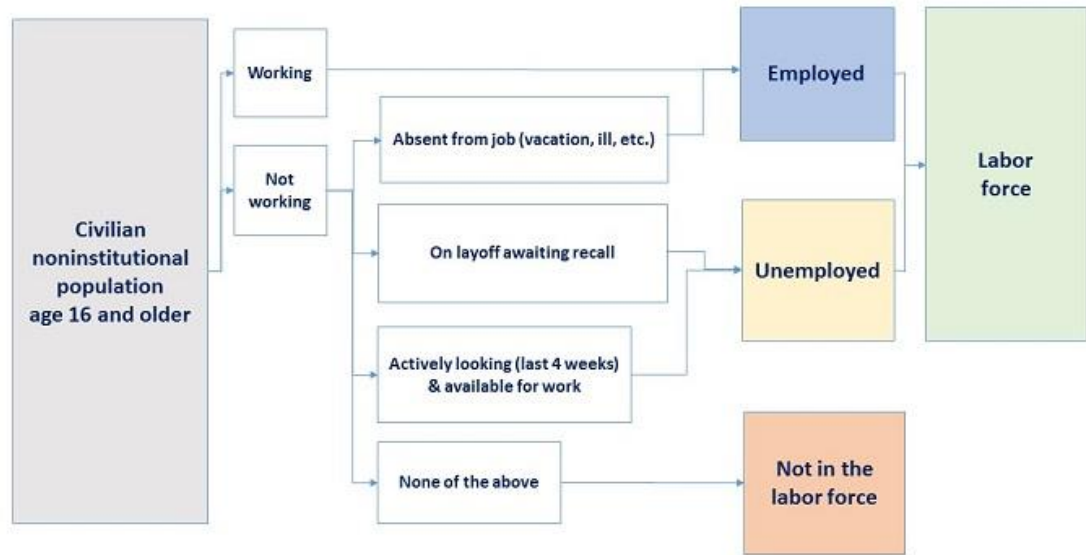 Civilian
noninstitutional
population
age 16 and older
Working
Not
working
Absent from job (vacation, ill, etc.)
On layoff awaiting recall
Actively looking (last 4 weeks)
& available for work
None of the above
Employed
Unemployed
Not in the
labor force
Labor
force